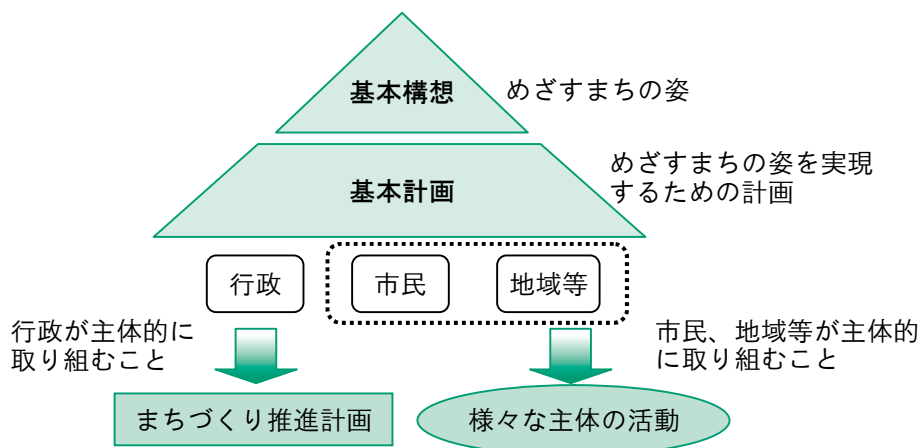 基本構想
めざすまちの姿
基本計画
めざすまちの姿を実現
するための計画
行政
市民
地域等
行政が主体的に
取り組むこと
市民、地域等が主体的
に取り組むこと
まちづくり推進計画
様々な主体の活動